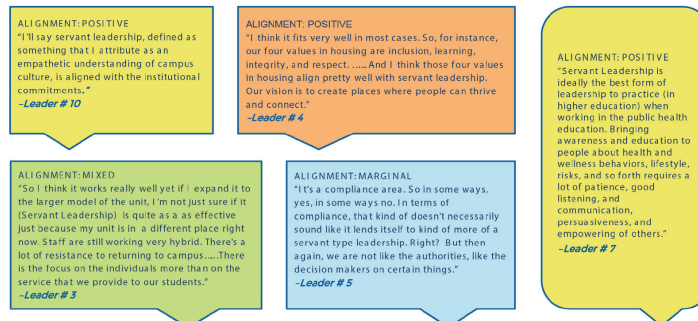 ALIGNMENT: POSITIVE
“I’ll say servant leadership, defined as
something that I attribute as an
empathetic understanding of campus
culture, is aligned with the institutional
commitments.”
–Leader # 10
ALIGNMENT: POSITIVE
“I think it fits very well in most cases. So, for instance,
our four values in housing are inclusion, learning,
integrity, and respect. ..... And I think those four values
in housing align pretty well with servant leadership.
Our vision is to create places where people can thrive
and connect.”
–Leader # 4
ALIGNMENT: POSITIVE
“Servant Leadership is
ideally the best form of
leadership to practice (in
higher education) when
working in the public health
education. Bringing
awareness and education to
people about health and
wellness behaviors, lifestyle,
risks, and so forth requires a
lot of patience, good
listening, and
communication,
persuasiveness, and
empowering of others.”
–Leader # 7
ALIGNMENT: MIXED
“So I think it works really well yet if I expand it to
the larger model of the unit, I’m not just sure if it
(Servant Leadership) is quite as a as effective
just because my unit is in a different place right
now. Staff are still working very hybrid. There’s a
lot of resistance to returning to campus.....There
is the focus on the individuals more than on the
service that we provide to our students.”
–Leader # 3
ALIGNMENT: MARGINAL
“It’s a compliance area. So in some ways.
yes, in some ways no. In terms of
compliance, that kind of doesn’t necessarily
sound like it lends itself to kind of more of a
servant type leadership. Right? But then
again, we are not like the authorities, like the
decision makers on certain things.”
–Leader # 5